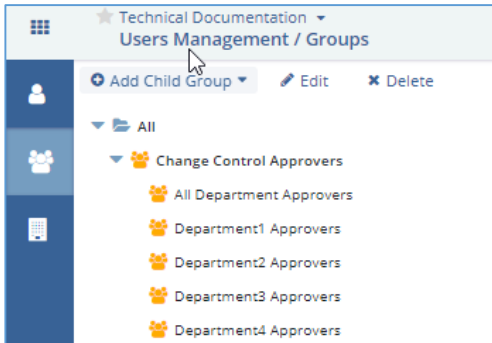 Technical Documentation
Users Management / Groups
Add Child Group Edit Delete
All
Change Control Approvers
All Department Approvers
Department1 Approvers
Department2 Approvers
Department3 Approvers
Department4 Approvers